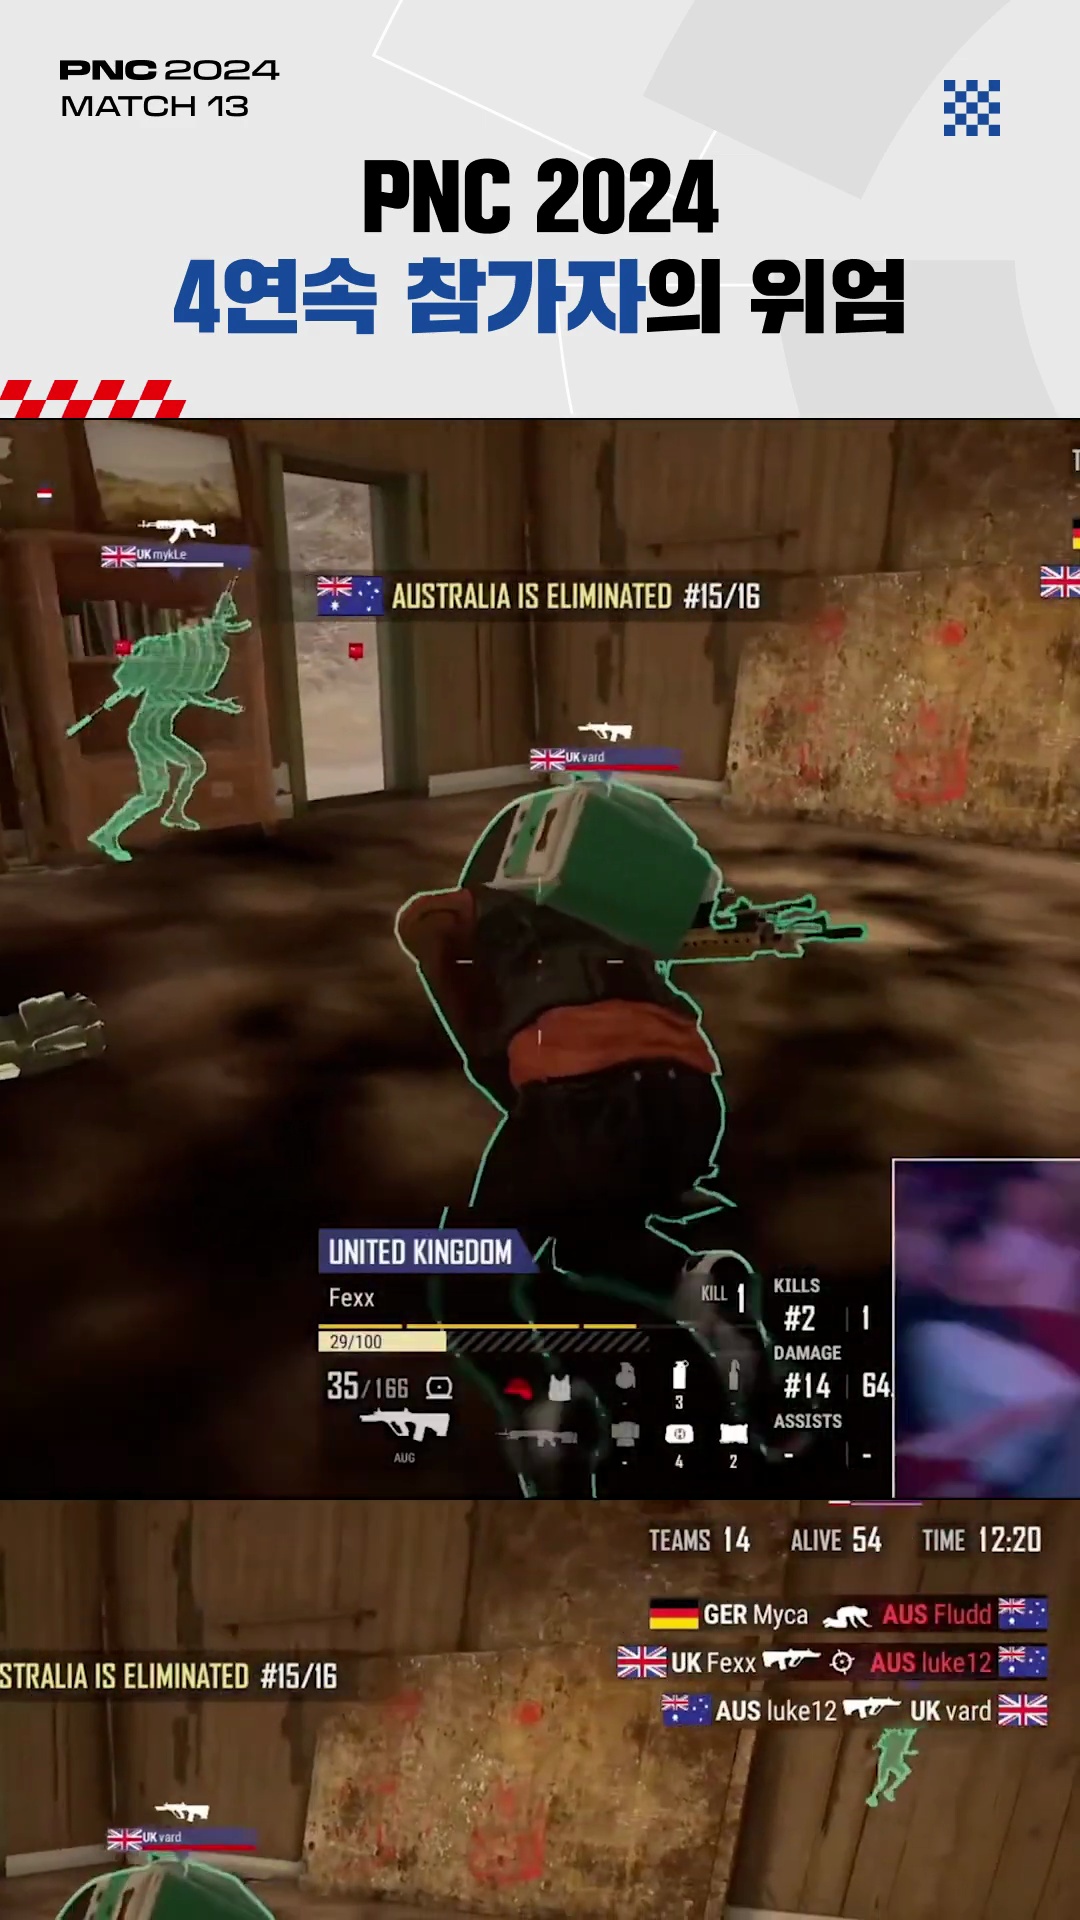 PNC 2024
MATCH 13
PNC 2024
4연속 참가자의 위엄
UK mykLe
AUSTRALIA IS ELIMINATED #15/16
UK vard
UNITED KINGDOM
Fexx
KILL 1
29/100
35/166
AUG
3
4
2
KILLS
#2 | 1
DAMAGE
#14 | 64
ASSISTS
- | -
TEAMS 14 ALIVE 54 TIME 12:20
GER Myca AUS Fludd
UK Fexx AUS luke12
AUS luke12 UK vard
STRALIA IS ELIMINATED #15/16
UK vard